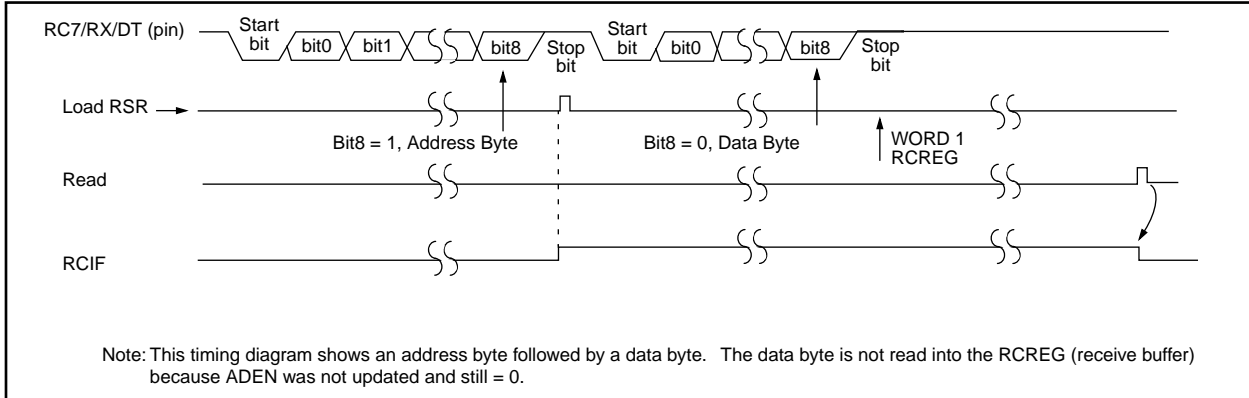 RC7/RX/DT (pin)
Start
bit
bit0
bit1
bit8
Stop
bit
Start
bit
bit0
bit8
Stop
bit
Load RSR
Bit8 = 1, Address Byte
Bit8 = 0, Data Byte
WORD 1
RCREG
Read
RCIF
Note: This timing diagram shows an address byte followed by a data byte. The data byte is not read into the RCREG (receive buffer)
because ADEN was not updated and still = 0.